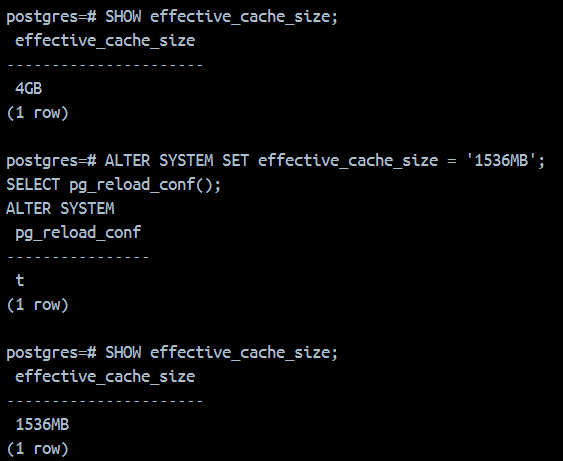 postgres=# SHOW effective_cache_size;
 effective_cache_size
----------------------
 4GB
(1 row)

postgres=# ALTER SYSTEM SET effective_cache_size = '1536MB';
SELECT pg_reload_conf();
ALTER SYSTEM
 pg_reload_conf
----------------
 t
(1 row)

postgres=# SHOW effective_cache_size;
 effective_cache_size
----------------------
 1536MB
(1 row)